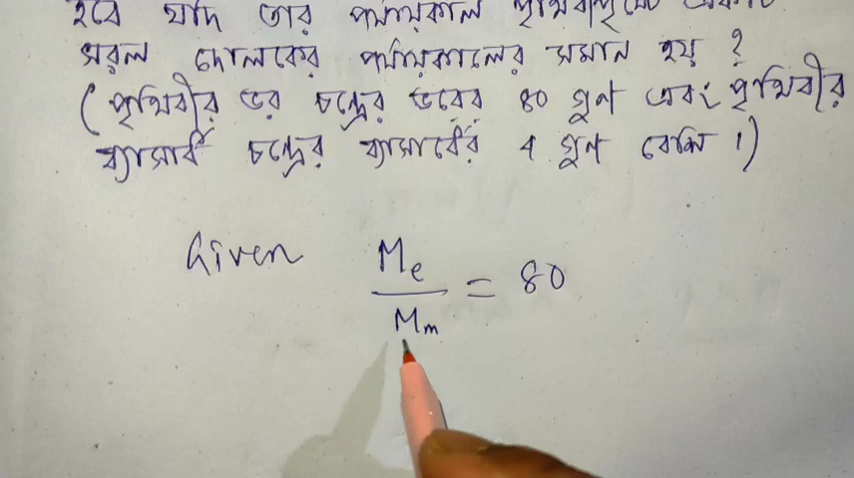 হবে যদি তার পর্যায়কাল পৃথিবীপৃষ্ঠে একটি
সরল দোলকের পর্যায়কালের সমান হয় ?
( পৃথিবীর ভর চন্দ্রের ভরের 80 গুণ এবং পৃথিবীর
ব্যাসার্ধ চন্দ্রের ব্যাসার্ধের 4 গুণ বেশি ।)
Given Me / Mm = 80